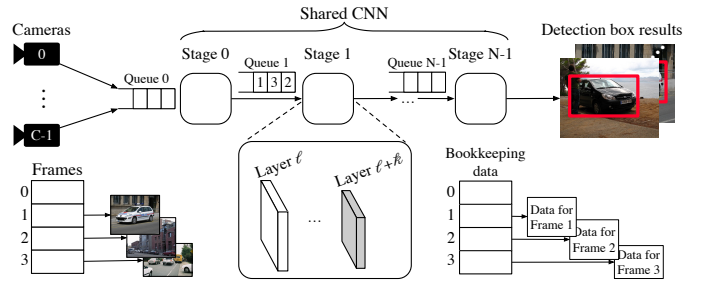 Shared CNN
Cameras
Detection box results
0
Stage 0
Queue 1
Stage 1
Queue N-1
Stage N-1
Queue 0
1 3 2
...
...
C-1
Frames
0
1
2
3
Layer ℓ
...
Layer ℓ+k
Bookkeeping
data
0
1
2
3
Data for
Frame 1
Data for
Frame 2
Data for
Frame 3